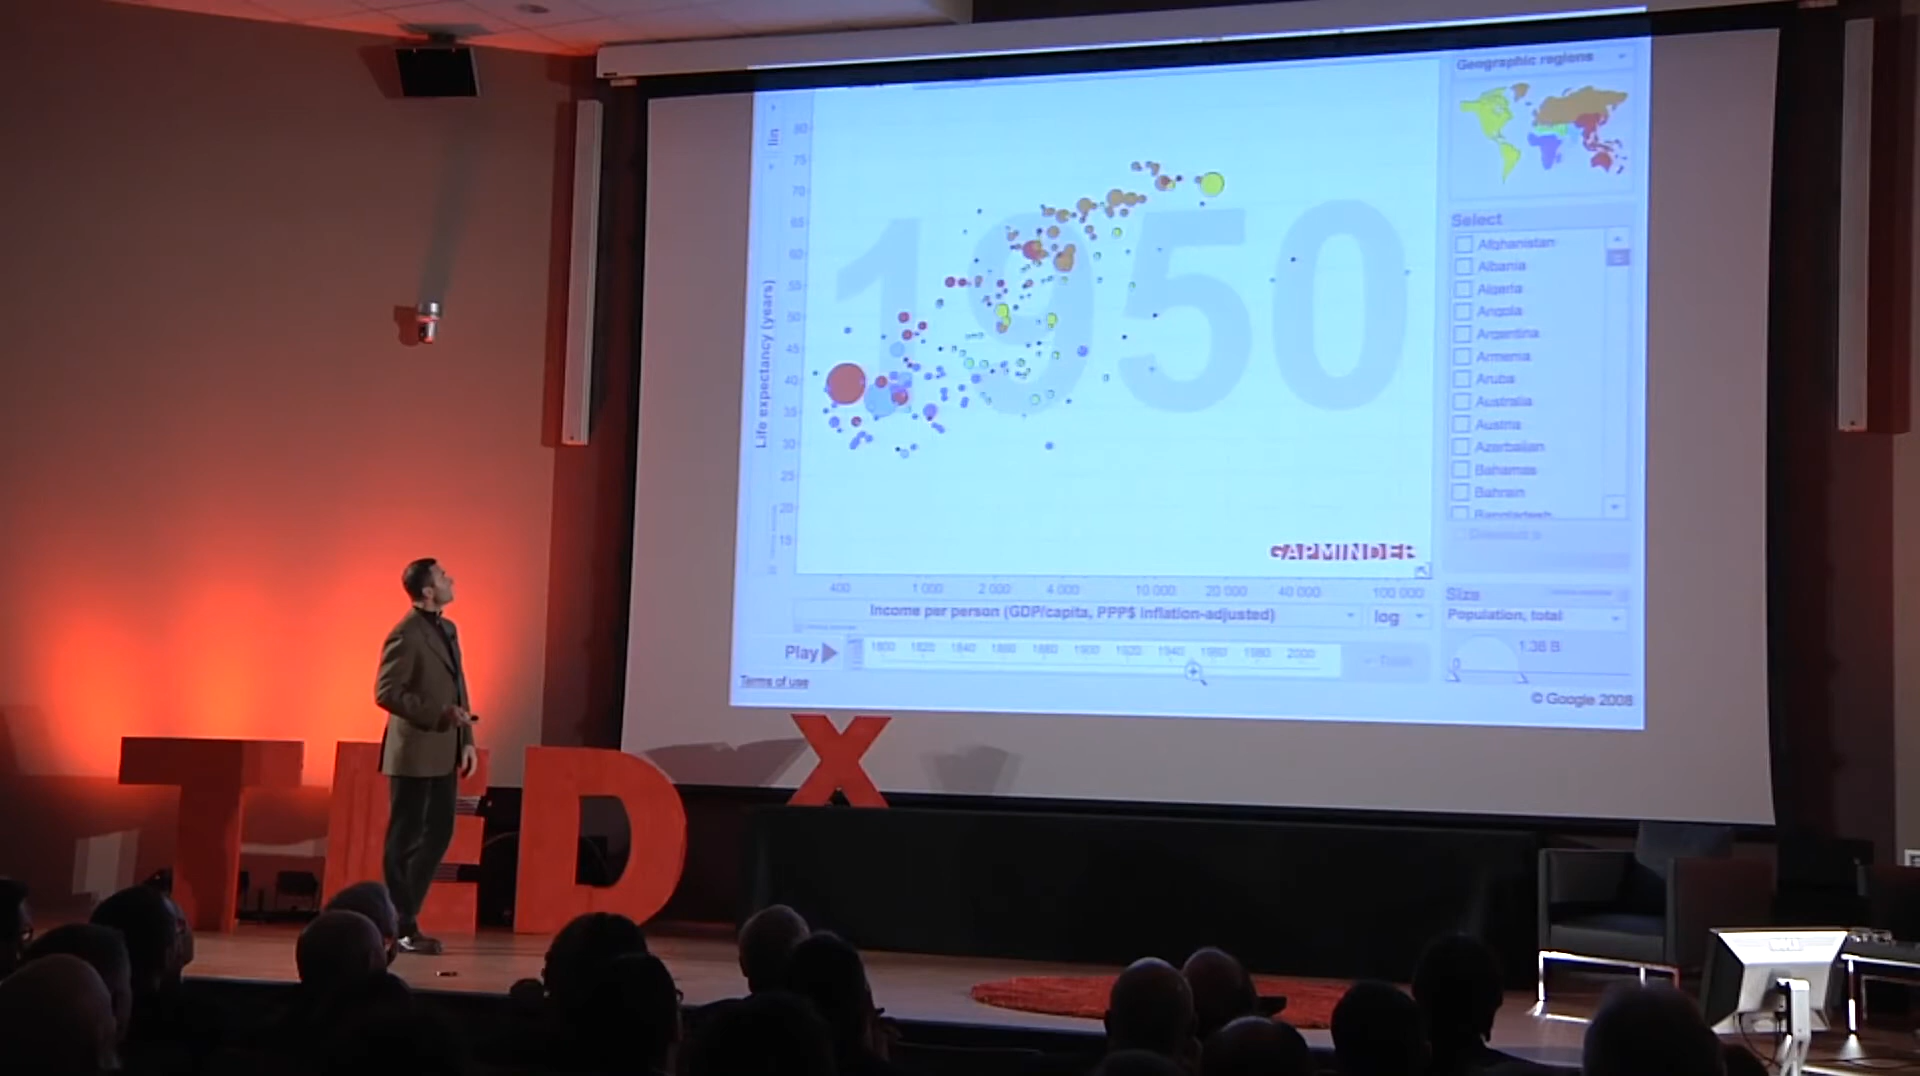 Geographic regions
lin
80
75
70
65
60
55
50
45
40
35
30
25
20
15
Life expectancy (years)
1950
Select
Afghanistan
Albania
Algeria
Angola
Argentina
Armenia
Aruba
Australia
Austria
Azerbaijan
Bahamas
Bahrain
Bangladesh
GAPMINDER
400 1 000 2 000 4 000 10 000 20 000 40 000 100 000
Income per person (GDP/capita, PPP$ inflation-adjusted)
log
Size
Population, total
Play
1800 1820 1840 1860 1880 1900 1920 1940 1960 1980 2000
0
1.36 B
Terms of use
© Google 2008
TED
X